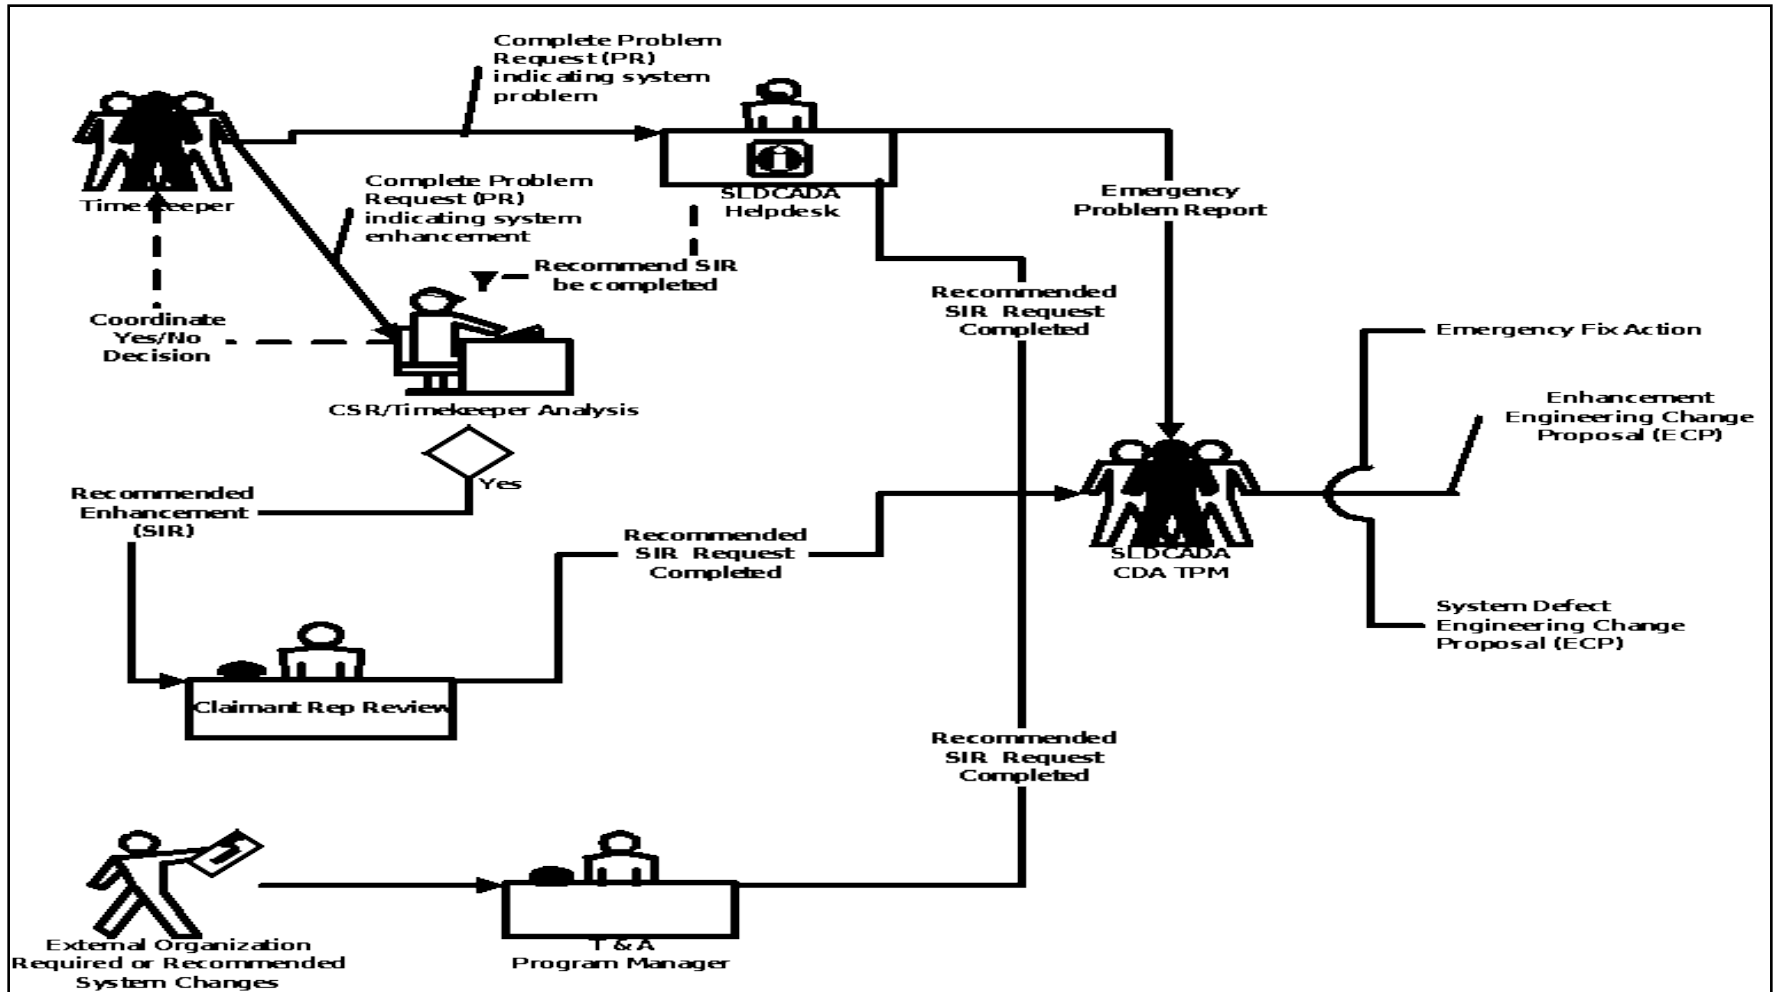 Complete Problem
Request (PR)
indicating system
problem
Time Keeper
Complete Problem
Request (PR)
indicating system
enhancement
SLDCADA
Helpdesk
Emergency
Problem Report
Recommend SIR
be completed
Coordinate
Yes/No
Decision
Recommended
SIR Request
Completed
CSR/Timekeeper Analysis
Yes
Emergency Fix Action
Enhancement
Engineering Change
Proposal (ECP)
Recommended
Enhancement
(SIR)
Recommended
SIR Request
Completed
SLDCADA
CDA TPM
System Defect
Engineering Change
Proposal (ECP)
Claimant Rep Review
Recommended
SIR Request
Completed
External Organization
Required or Recommended
System Changes
T & A
Program Manager